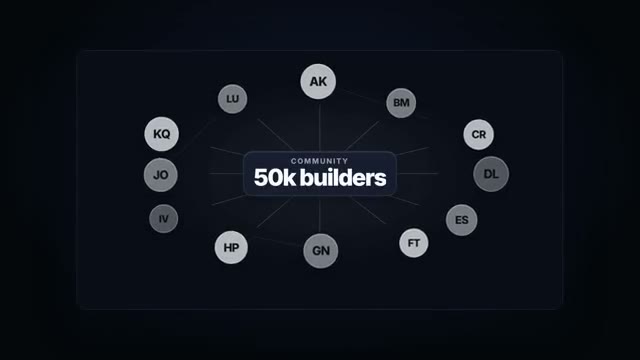 AK
LU
BM
KQ
CR
COMMUNITY
50k builders
JO
DL
IV
ES
HP
GN
FT